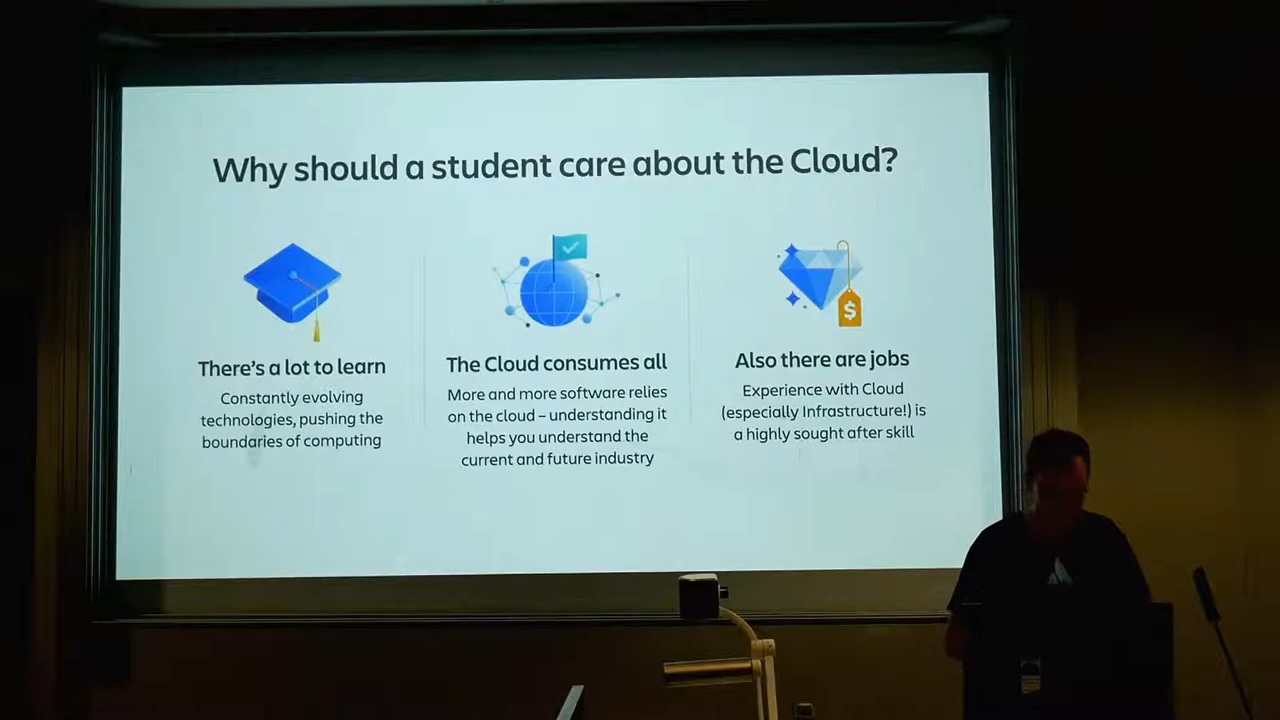 Why should a student care about the Cloud?
$
There's a lot to learn
Constantly evolving
technologies, pushing the
boundaries of computing
The Cloud consumes all
More and more software relies
on the cloud – understanding it
helps you understand the
current and future industry
Also there are jobs
Experience with Cloud
(especially Infrastructure!) is
a highly sought after skill